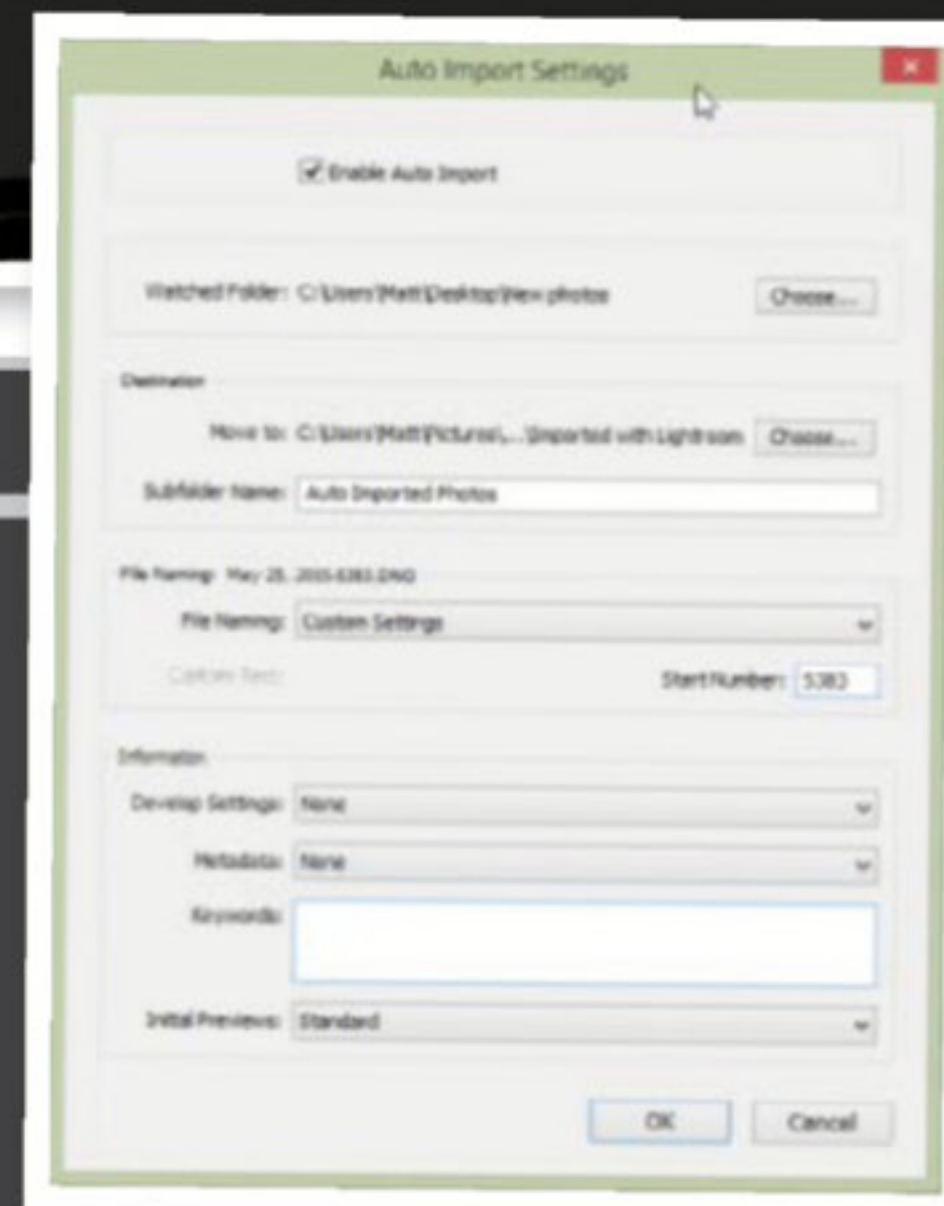 Auto Import Settings
Enable Auto Import
Watched Folder: C:\Users\Matt\Desktop\New photos Choose...
Destination
Move to: C:\Users\Matt\Pictures\...\Imported with Lightroom Choose...
Subfolder Name: Auto Imported Photos
File Naming: May 25, 2015-5383.DNG
File Naming: Custom Settings
Custom Text: Start Number: 5383
Information
Develop Settings: None
Metadata: None
Keywords:
Initial Previews: Standard
OK Cancel